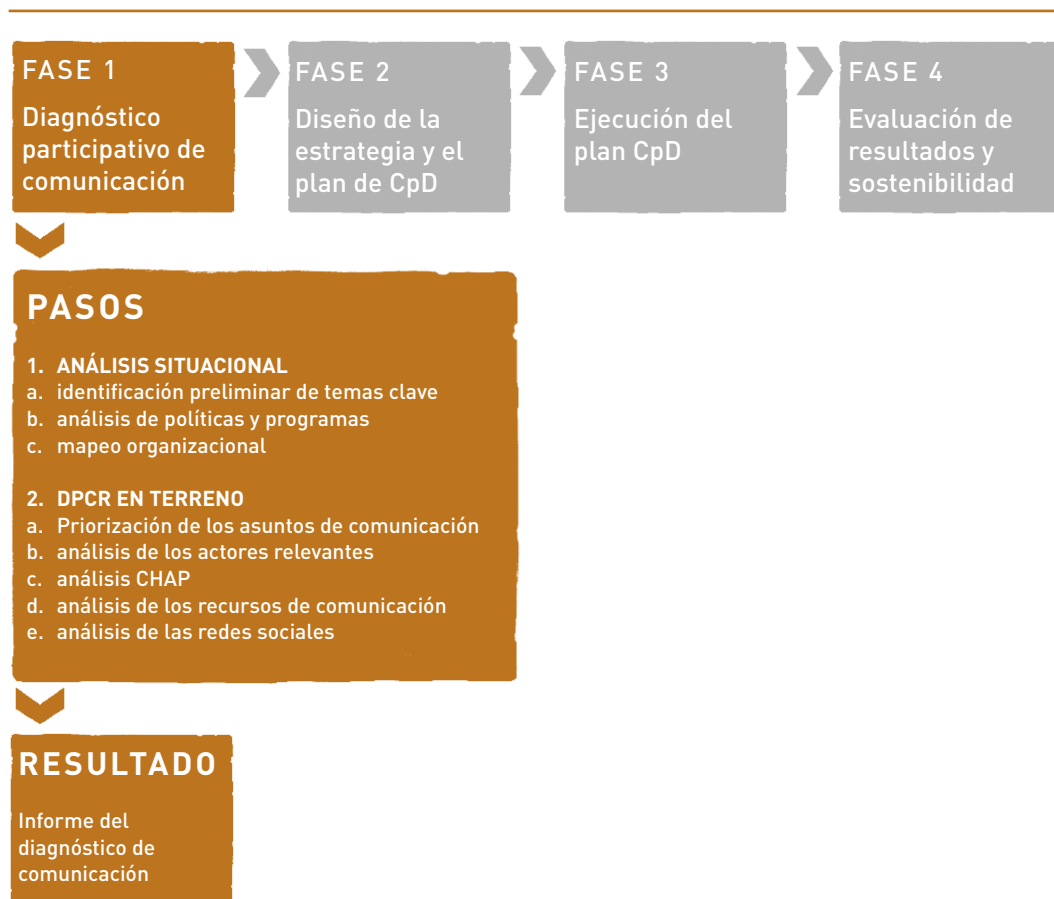 FASE 1
Diagnóstico
participativo de
comunicación
FASE 2
Diseño de la
estrategia y el
plan de CpD
FASE 3
Ejecución del
plan CpD
FASE 4
Evaluación de
resultados y
sostenibilidad
PASOS
1. ANÁLISIS SITUACIONAL
a. identificación preliminar de temas clave
b. análisis de políticas y programas
c. mapeo organizacional
2. DPCR EN TERRENO
a. Priorización de los asuntos de comunicación
b. análisis de los actores relevantes
c. análisis CHAP
d. análisis de los recursos de comunicación
e. análisis de las redes sociales
RESULTADO
Informe del
diagnóstico de
comunicación